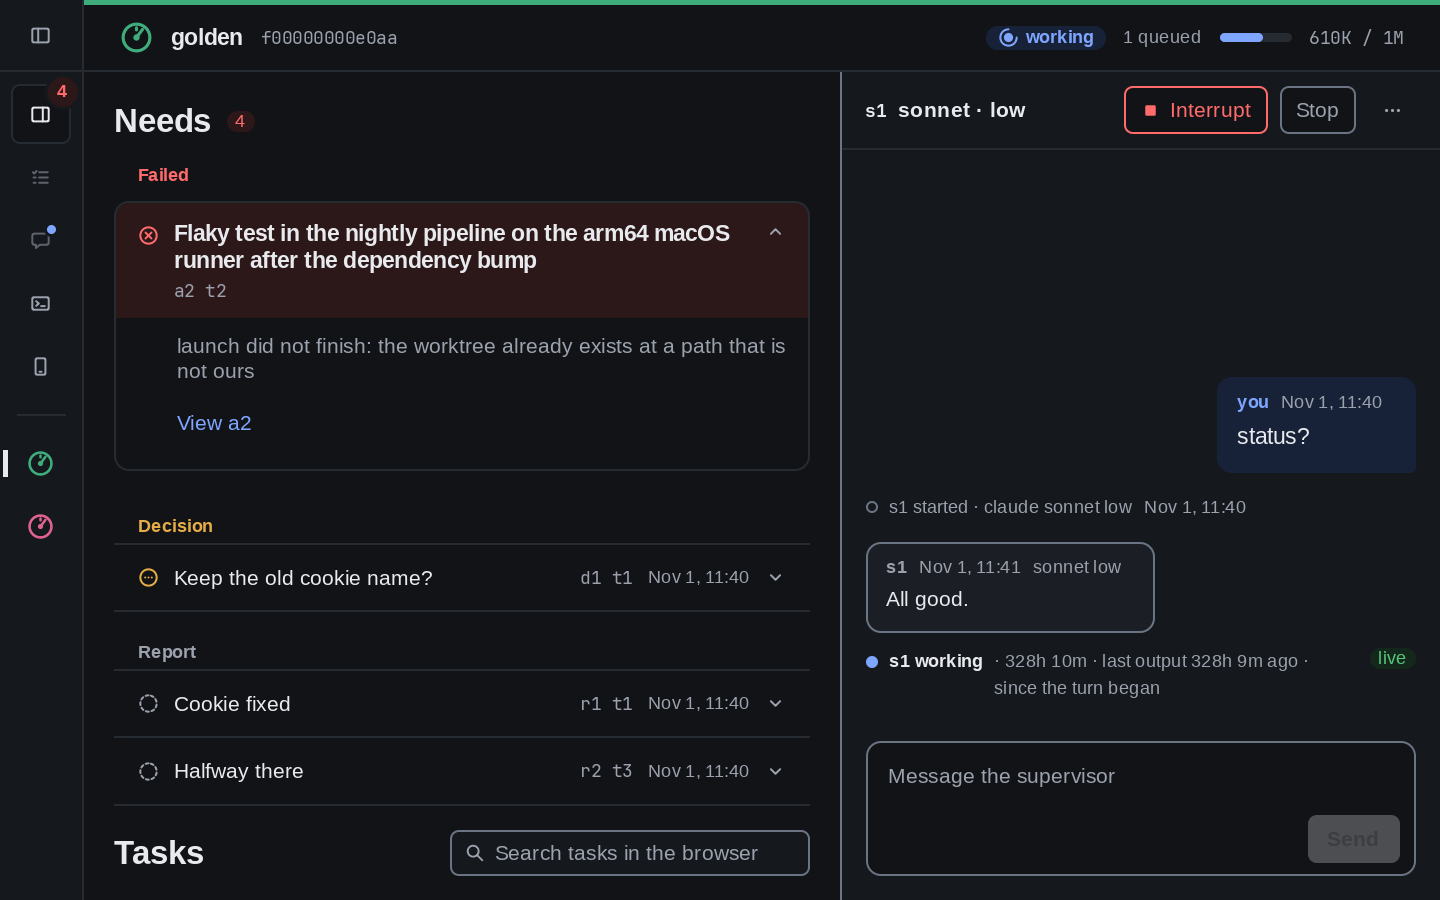 golden f00000000e0aa
working 1 queued 610K / 1M
4
Needs 4
Failed
Flaky test in the nightly pipeline on the arm64 macOS
runner after the dependency bump
a2 t2
launch did not finish: the worktree already exists at a path that is
not ours
View a2
Decision
Keep the old cookie name? d1 t1 Nov 1, 11:40
Report
Cookie fixed r1 t1 Nov 1, 11:40
Halfway there r2 t3 Nov 1, 11:40
Tasks Search tasks in the browser
s1 sonnet · low Interrupt Stop
you Nov 1, 11:40
status?
s1 started · claude sonnet low Nov 1, 11:40
s1 Nov 1, 11:41 sonnet low
All good.
s1 working · 328h 10m · last output 328h 9m ago · live
since the turn began
Message the supervisor
Send